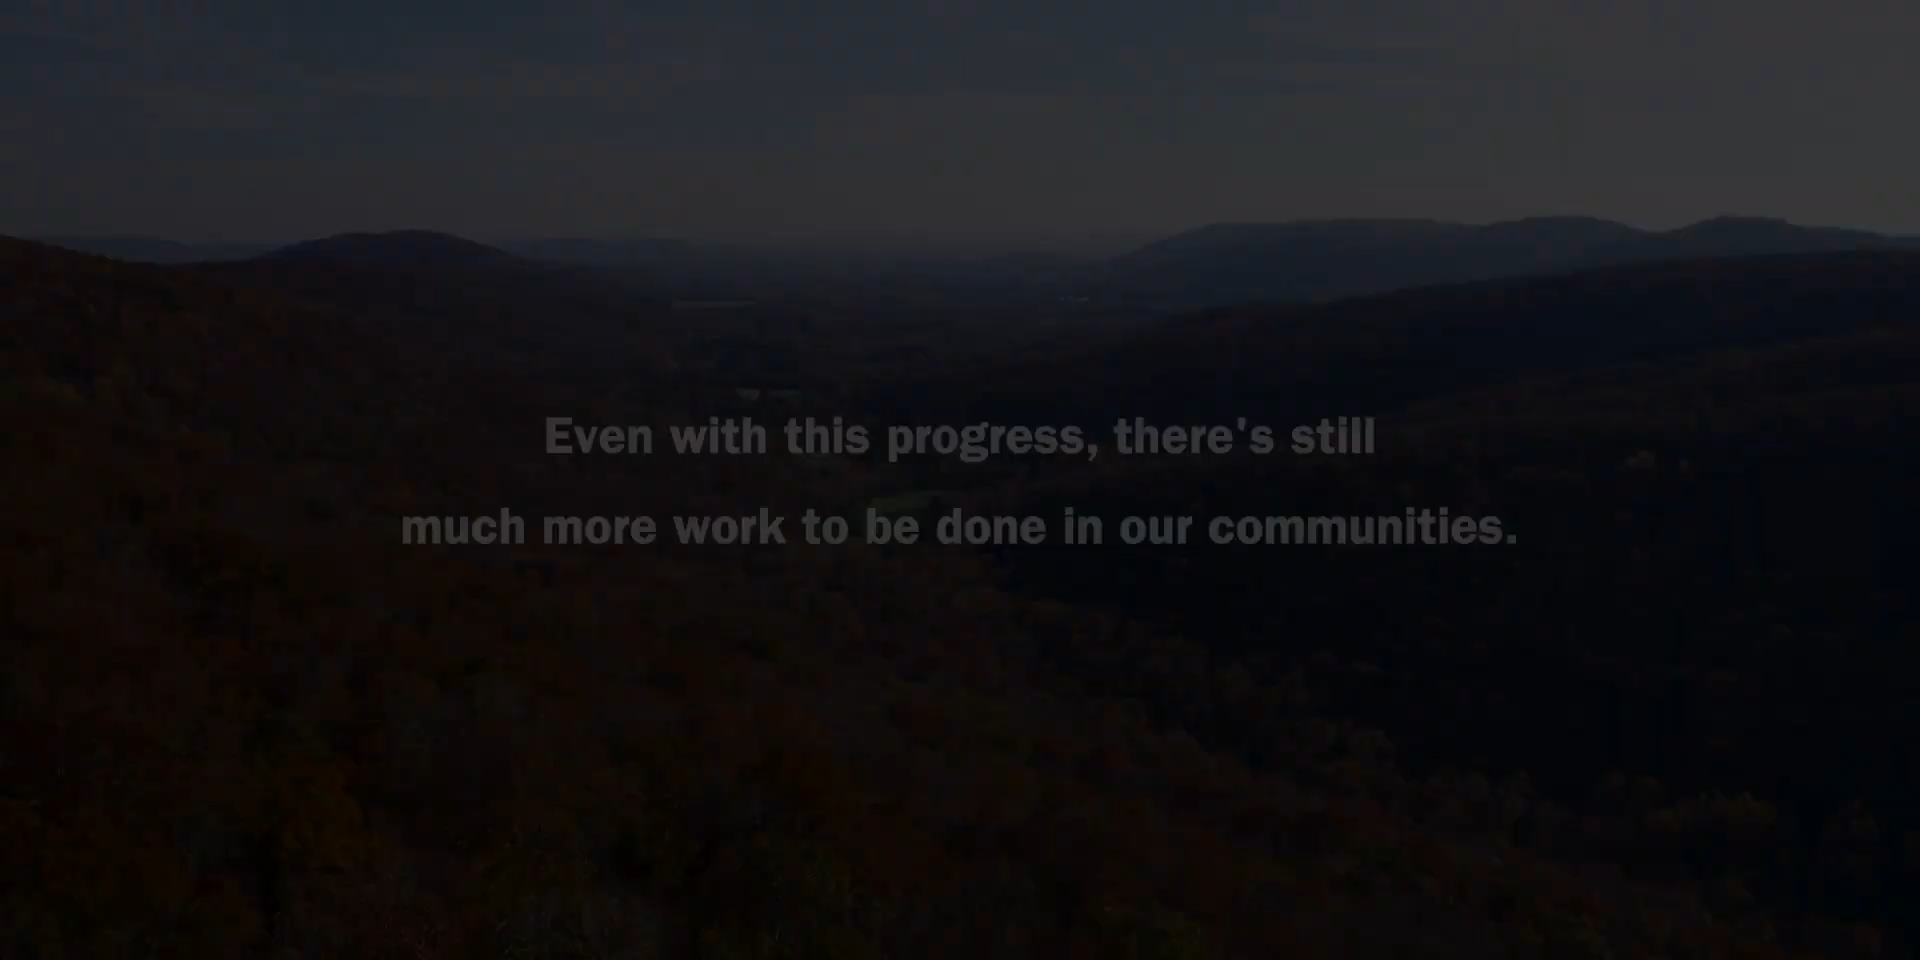 Even with this progress, there's still
much more work to be done in our communities.